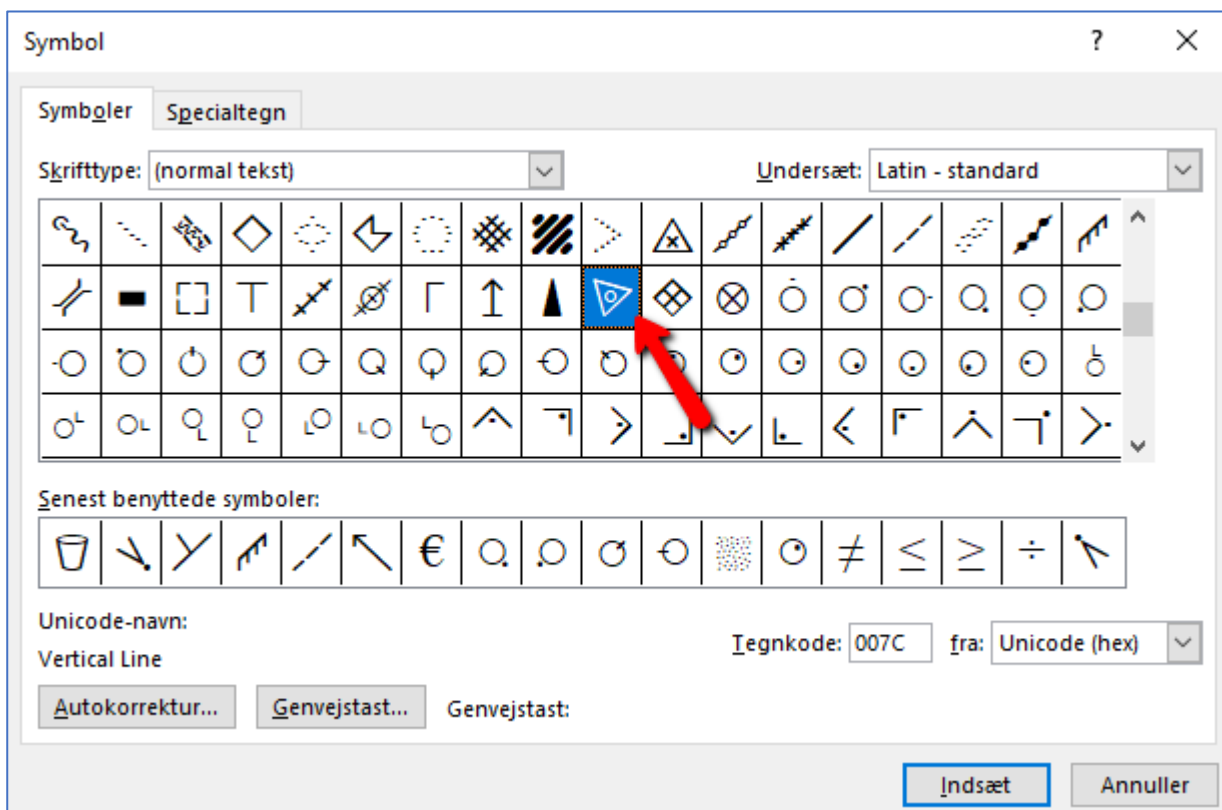 Symbol ?
Symboler Specialtegn
Skrifttype: (normal tekst) Undersæt: Latin - standard
Senest benyttede symboler:
€ ≠ ≤ ≥ ÷
Unicode-navn:
Vertical Line
Tegnkode: 007C fra: Unicode (hex)
Autokorrektur... Genvejstast... Genvejstast:
Indsæt Annuller